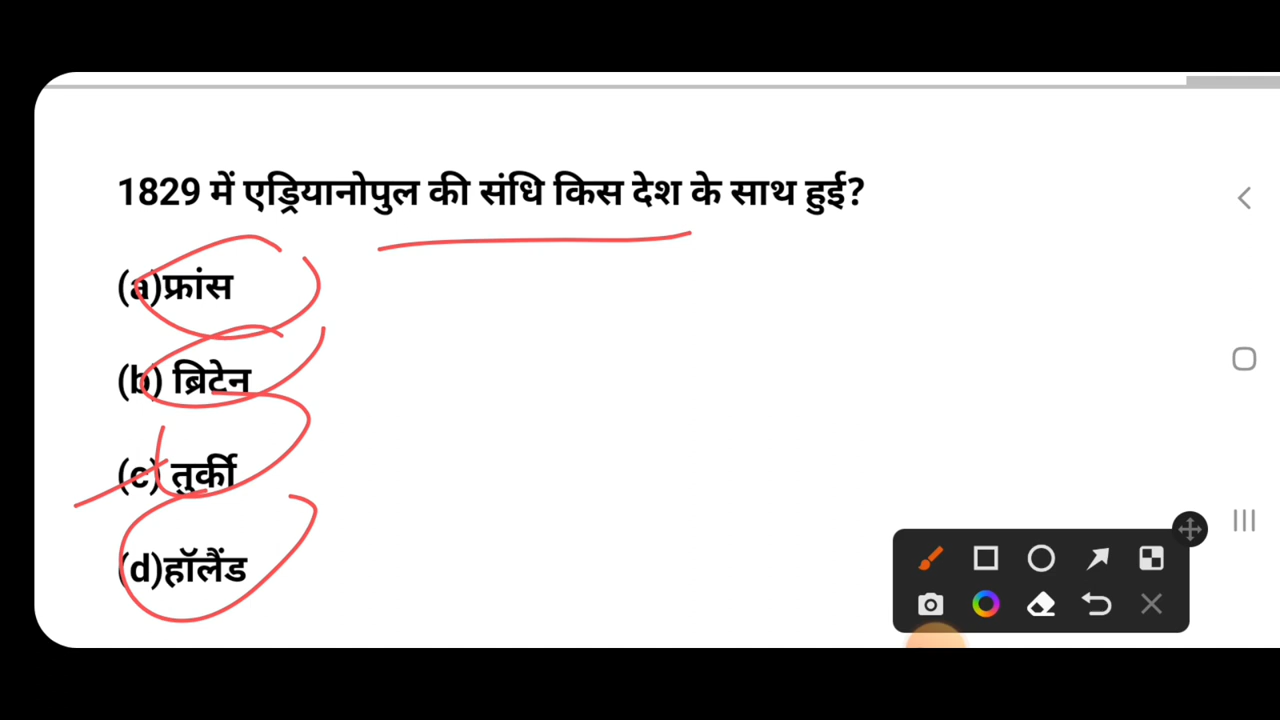 1829 में एड्रियानोपुल की संधि किस देश के साथ हुई?
(a)फ्रांस
(b) ब्रिटेन
(c) तुर्की
(d)हॉलैंड